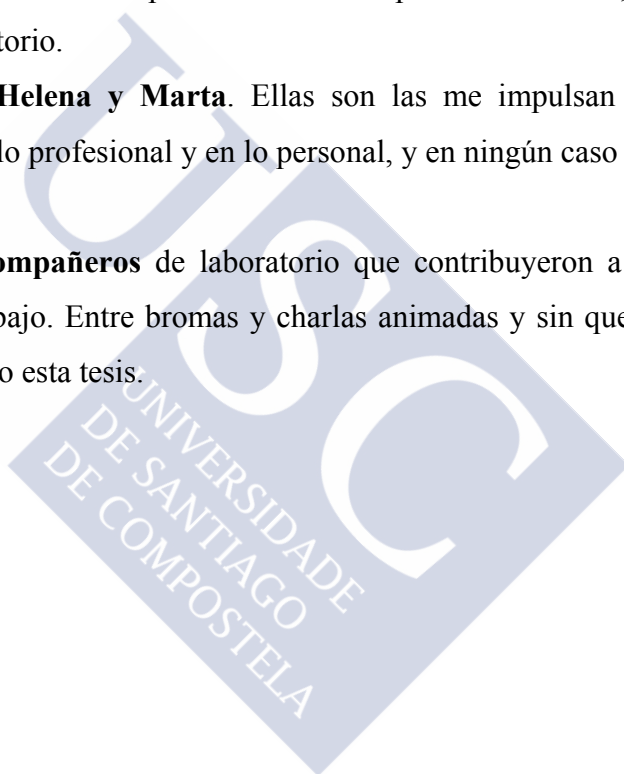 torio.
Helena y Marta. Ellas son las me impulsan
lo profesional y en lo personal, y en ningún caso
ompañeros de laboratorio que contribuyeron a
bajo. Entre bromas y charlas animadas y sin que
o esta tesis.
USC
UNIVERSIDADE
DE SANTIAGO
DE COMPOSTELA